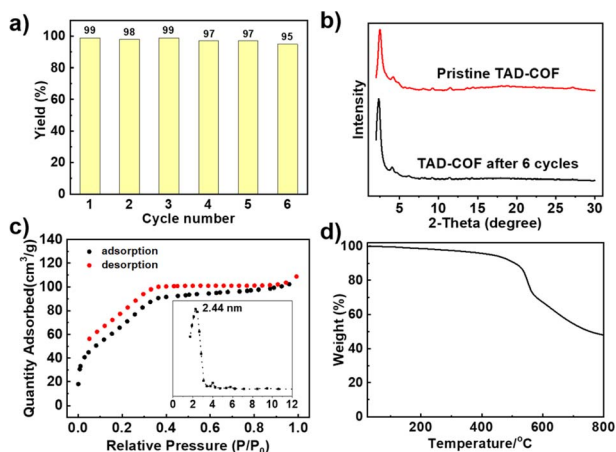 a)
99 98 99 97 97 95
100
80
60
40
20
0
Yield (%)
1 2 3 4 5 6
Cycle number
b)
Pristine TAD-COF
TAD-COF after 6 cycles
Intensity
5 10 15 20 25 30
2-Theta (degree)
c)
140
120
100
80
60
40
20
0
Quantity Adsorbed(cm³/g)
adsorption
desorption
2.44 nm
0 2 4 6 8 10 12
0.0 0.2 0.4 0.6 0.8 1.0
Relative Pressure (P/P₀)
d)
100
80
60
40
20
0
Weight (%)
200 400 600 800
Temperature/°C